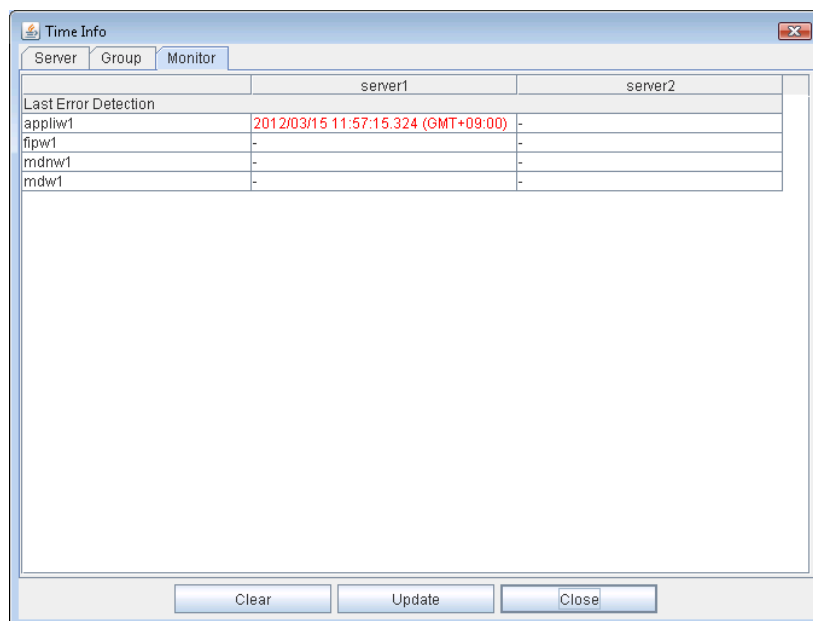 Time Info
Server Group Monitor
server1 server2
Last Error Detection
appliw1 2012/03/15 11:57:15.324 (GMT+09:00) -
fipw1 - -
mdnw1 - -
mdw1 - -
Clear Update Close